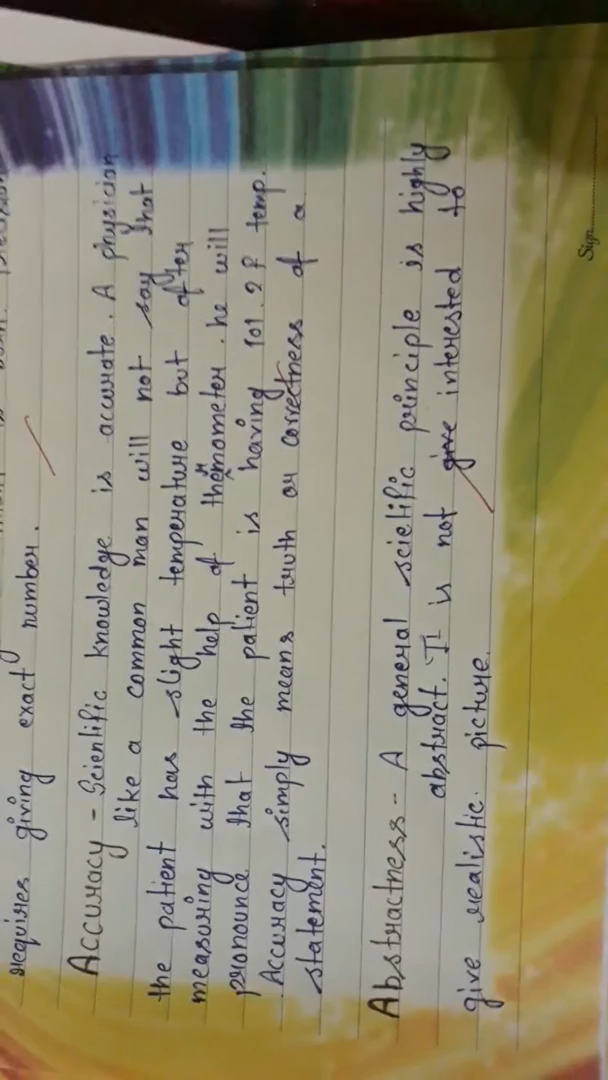 requires giving exact number.
Accuracy - Scientific knowledge is accurate. A physician
like a common man will not say that
the patient has slight temperature but after
measuring with the help of thermometer. he will
pronounce that the patient is having 101.2 F temp.
Accuracy simply means truth or correctness of a
statement.
Abstractness - A general scietific principle is highly
abstract. It is not give interested to
give realistic picture.
Sign